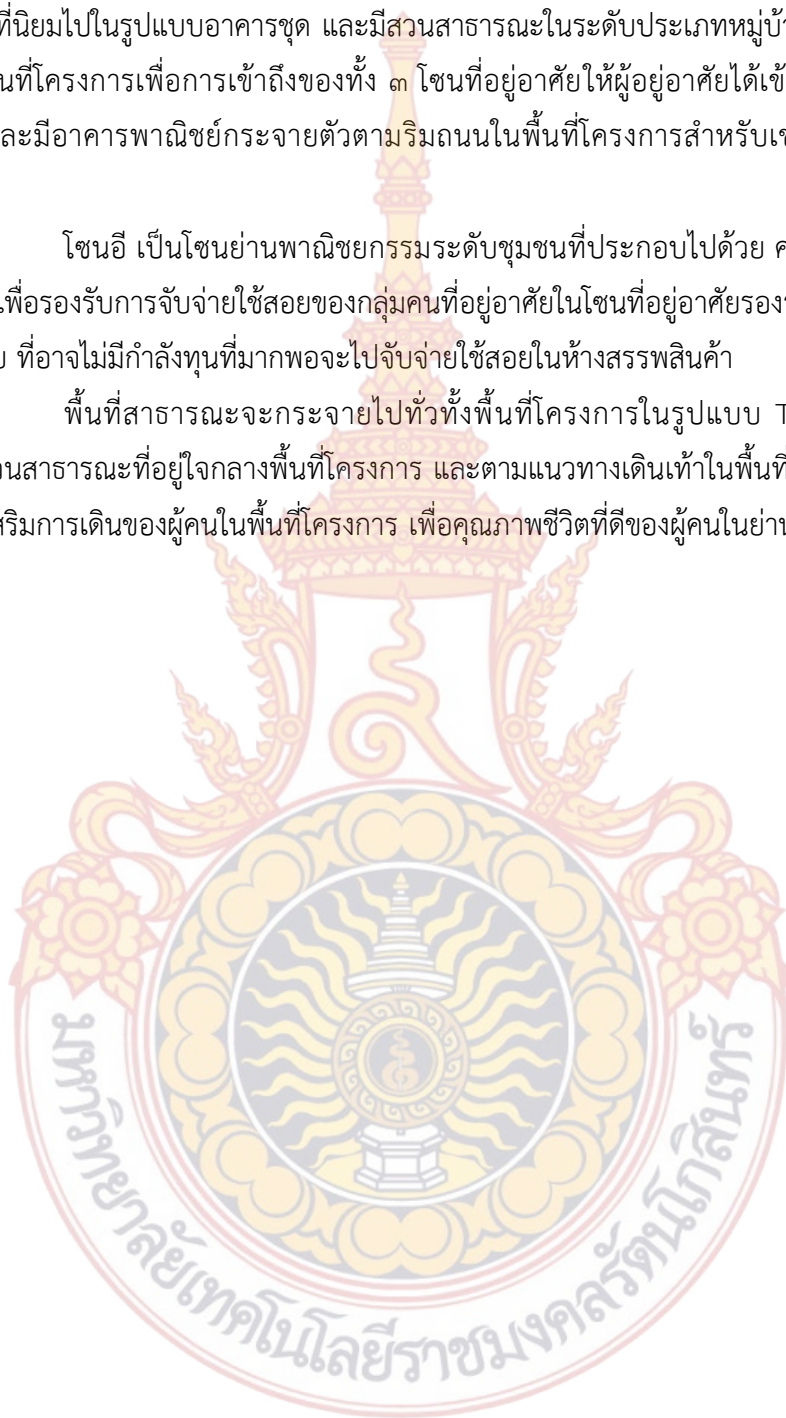 ที่นิยมไปในรูปแบบอาคารชุด และมีสวนสาธารณะในระดับประเภทหมู่บ้า
นที่โครงการเพื่อการเข้าถึงของทั้ง ๓ โซนที่อยู่อาศัยให้ผู้อยู่อาศัยได้เข้
ละมีอาคารพาณิชย์กระจายตัวตามริมถนนในพื้นที่โครงการสำหรับเช
โซนอี เป็นโซนย่านพาณิชยกรรมระดับชุมชนที่ประกอบไปด้วย ค
เพื่อรองรับการจับจ่ายใช้สอยของกลุ่มคนที่อยู่อาศัยในโซนที่อยู่อาศัยรองร
ย ที่อาจไม่มีกำลังทุนที่มากพอจะไปจับจ่ายใช้สอยในห้างสรรพสินค้า
พื้นที่สาธารณะจะกระจายไปทั่วทั้งพื้นที่โครงการในรูปแบบ T
วนสาธารณะที่อยู่ใจกลางพื้นที่โครงการ และตามแนวทางเดินเท้าในพื้นที่
สริมการเดินของผู้คนในพื้นที่โครงการ เพื่อคุณภาพชีวิตที่ดีของผู้คนในย่าน
มหาวิทยาลัยเทคโนโลยีราชมงคลรัตนโกสินทร์